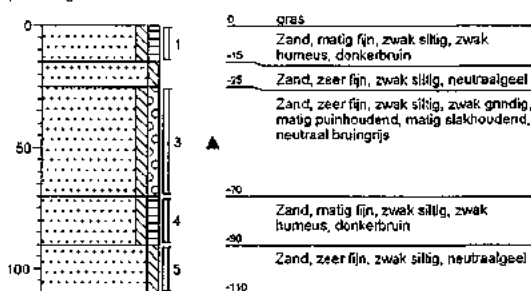 0 gras
0 Zand, matig fijn, zwak siltig, zwak
humeus, donkerbruin
1
-15
-25 Zand, zeer fijn, zwak siltig, neutraalgeel
Zand, zeer fijn, zwak siltig, zwak grindig,
matig puinhoudend, matig slakhoudend,
neutraal bruingrijs
3
50
-70
Zand, matig fijn, zwak siltig, zwak
humeus, donkerbruin
4
-90
Zand, zeer fijn, zwak siltig, neutraalgeel
5
100
-110